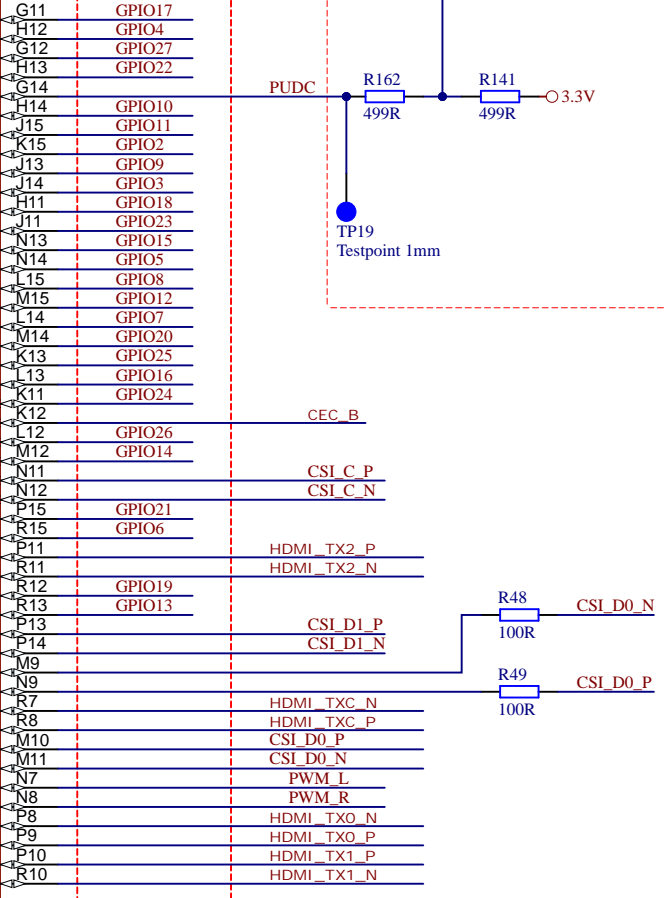 G11 GPIO17
H12 GPIO4
G12 GPIO27
H13 GPIO22
G14 PUDC R162 499R R141 499R 3.3V
H14 GPIO10
J15 GPIO11
K15 GPIO2
J13 GPIO9
J14 GPIO3
H11 GPIO18
J11 GPIO23
TP19
Testpoint 1mm
N13 GPIO15
N14 GPIO5
L15 GPIO8
M15 GPIO12
L14 GPIO7
M14 GPIO20
K13 GPIO25
L13 GPIO16
K11 GPIO24
K12 CEC_B
L12 GPIO26
M12 GPIO14
N11 CSI_C_P
N12 CSI_C_N
P15 GPIO21
R15 GPIO6
P11 HDMI_TX2_P
R11 HDMI_TX2_N
R12 GPIO19
R13 GPIO13
R48 100R CSI_D0_N
P13 CSI_D1_P
P14 CSI_D1_N
M9
N9 R49 100R CSI_D0_P
R7 HDMI_TXC_N
R8 HDMI_TXC_P
M10 CSI_D0_P
M11 CSI_D0_N
N7 PWM_L
N8 PWM_R
P8 HDMI_TX0_N
P9 HDMI_TX0_P
P10 HDMI_TX1_P
R10 HDMI_TX1_N